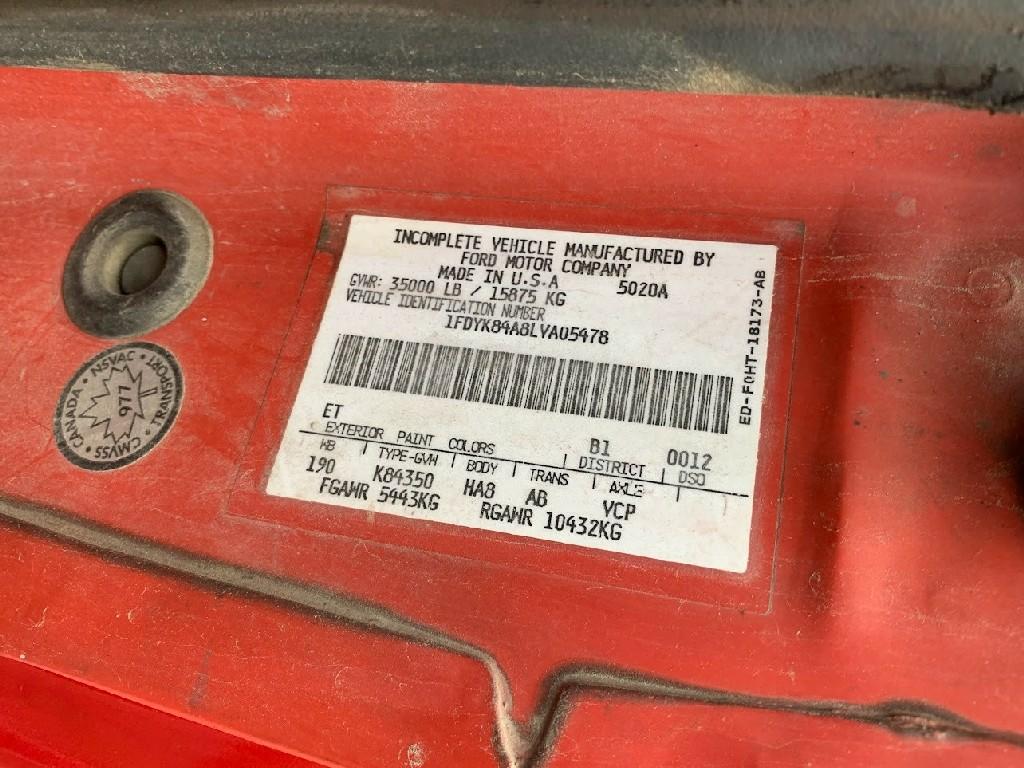 INCOMPLETE VEHICLE MANUFACTURED BY
FORD MOTOR COMPANY
MADE IN U.S.A 5020A
GVWR: 35000 LB / 15875 KG
VEHICLE IDENTIFICATION NUMBER
1FDYK84A8LVA05478
ET B1 0012
EXTERIOR PAINT COLORS DISTRICT DSO
WB TYPE-GVW BODY TRANS AXLE
190 K84350 HA8 AB VCP
FGAWR 5443KG RGAWR 10432KG
ED-F0HT-18173-AB
CANADA • NSVAC • TRANSPORT • CMVSS •
977